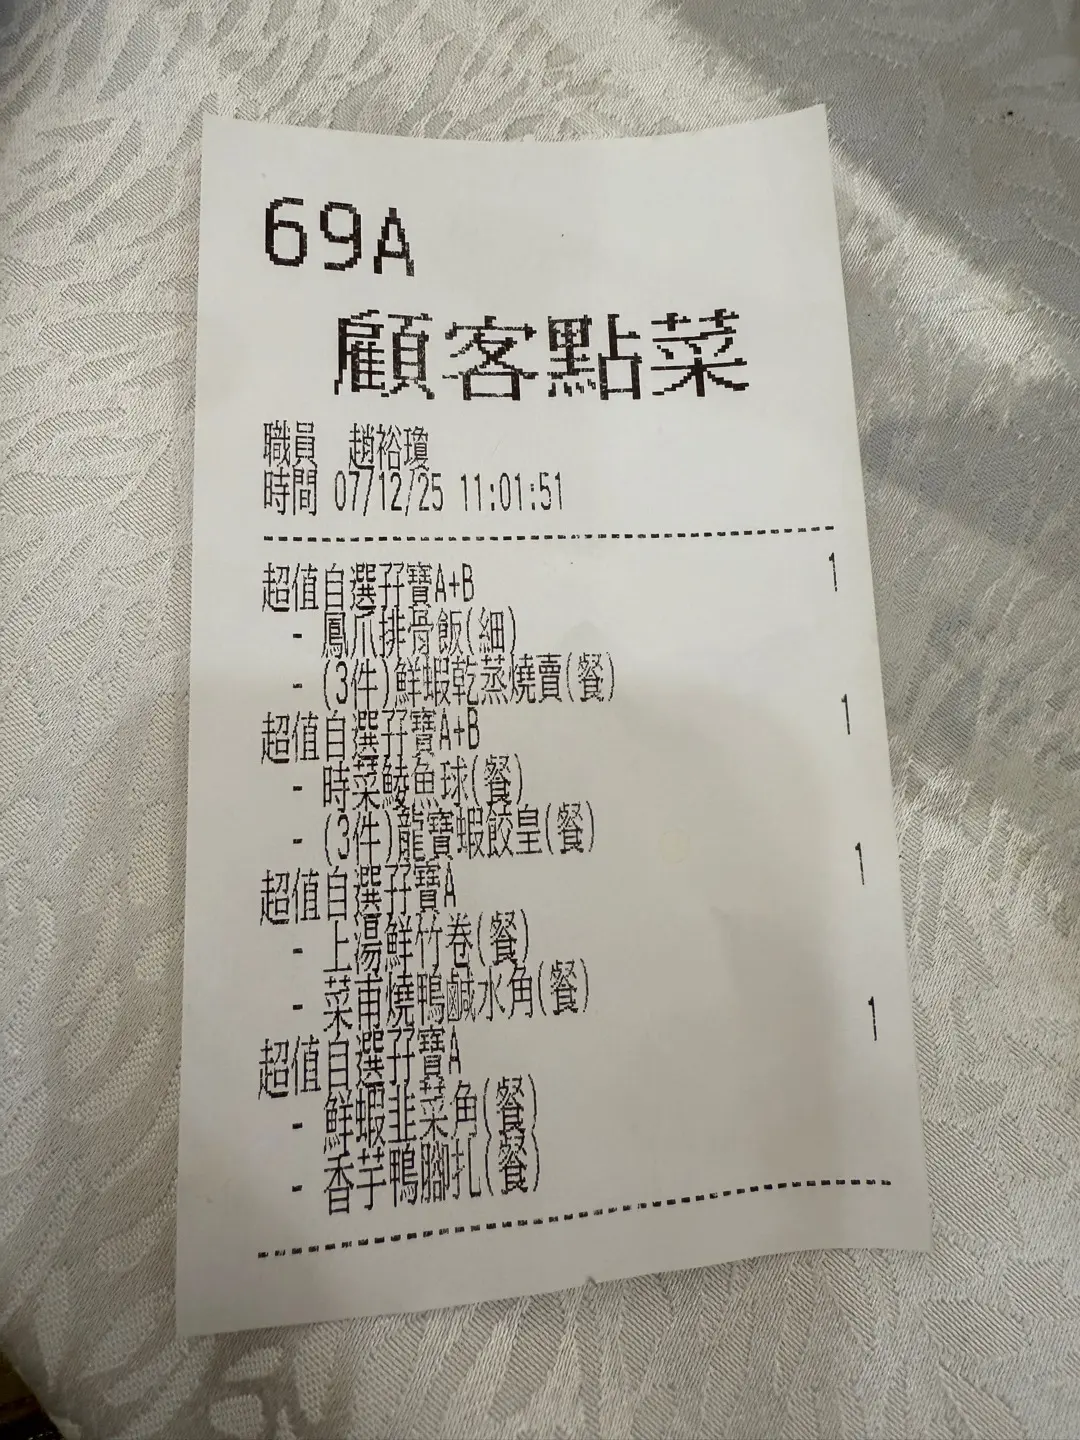 69A
顧客點菜
職員 趙裕瓊
時間 07/12/25 11:01:51
超值自選孖寶A+B 1
- 鳳爪排骨飯(細)
- (3件)鮮蝦乾蒸燒賣(餐)
超值自選孖寶A+B 1
- 時菜鯪魚球(餐)
- (3件)龍寶蝦餃皇(餐)
超值自選孖寶A 1
- 上湯鮮竹卷(餐)
- 菜甫燒鴨鹹水角(餐)
超值自選孖寶A 1
- 鮮蝦韭菜角(餐)
- 香芋鴨腳扎(餐)